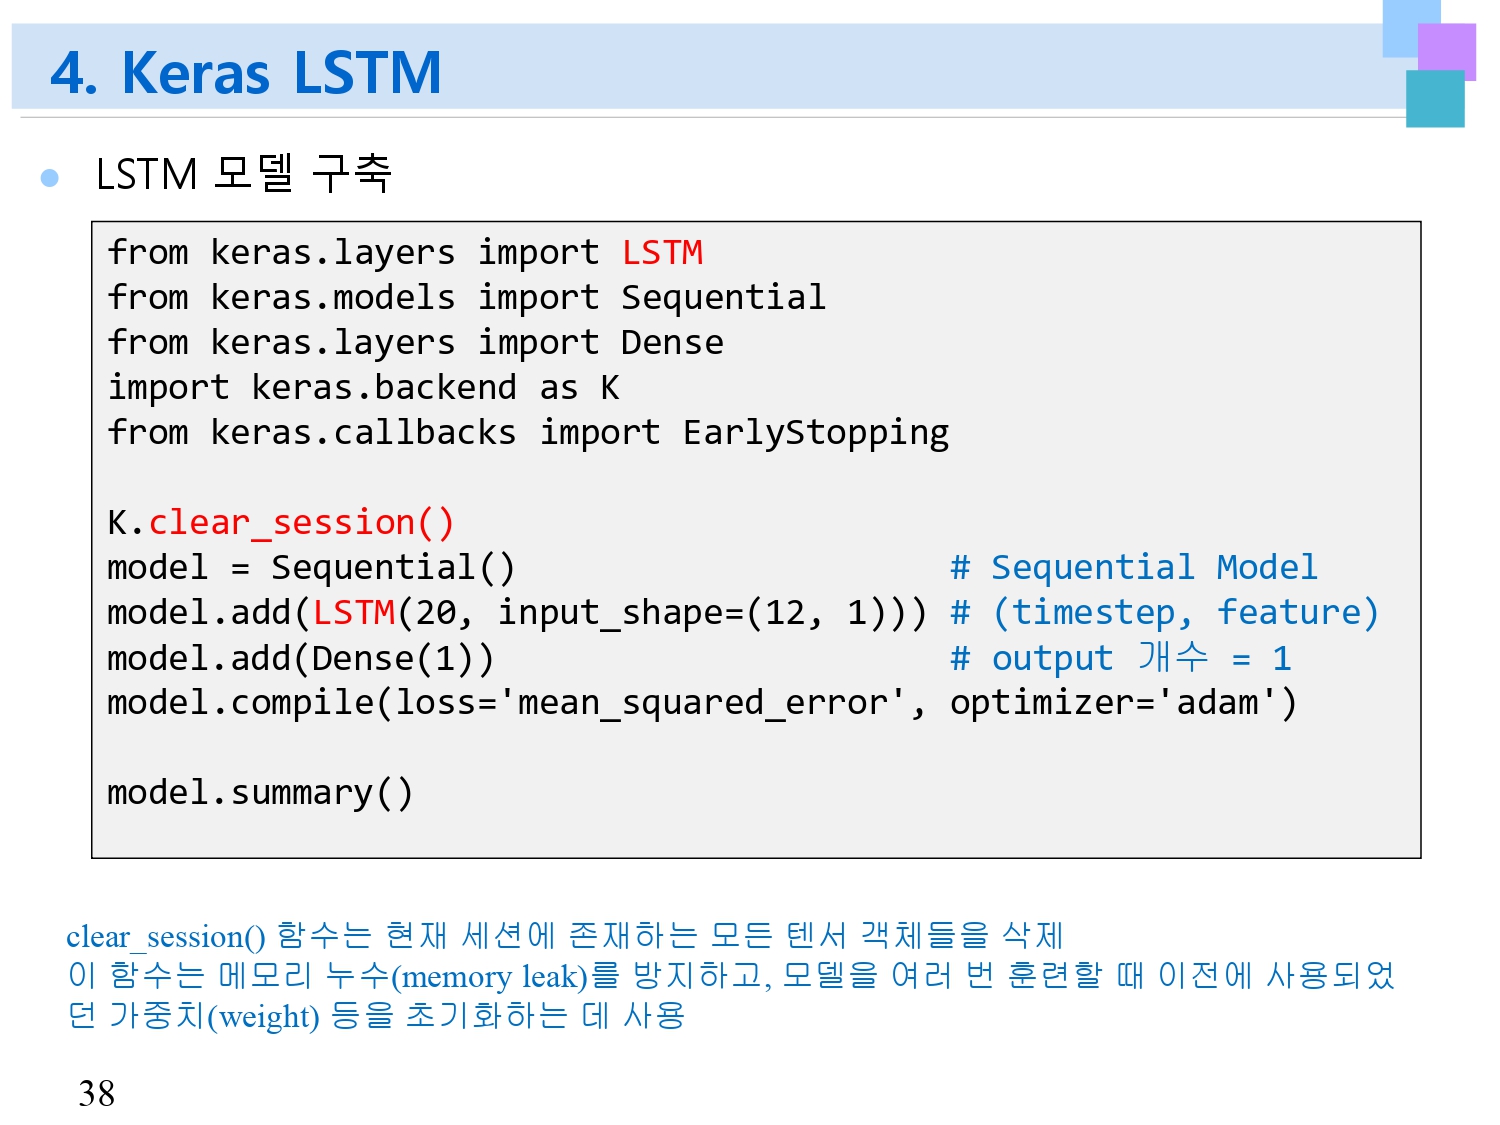 4. Keras LSTM
LSTM 모델 구축
from keras.layers import LSTM
from keras.models import Sequential
from keras.layers import Dense
import keras.backend as K
from keras.callbacks import EarlyStopping
K.clear_session()
model = Sequential() # Sequential Model
model.add(LSTM(20, input_shape=(12, 1))) # (timestep, feature)
model.add(Dense(1)) # output 개수 = 1
model.compile(loss='mean_squared_error', optimizer='adam')
model.summary()
clear_session() 함수는 현재 세션에 존재하는 모든 텐서 객체들을 삭제
이 함수는 메모리 누수(memory leak)를 방지하고, 모델을 여러 번 훈련할 때 이전에 사용되었
던 가중치(weight) 등을 초기화하는 데 사용
38